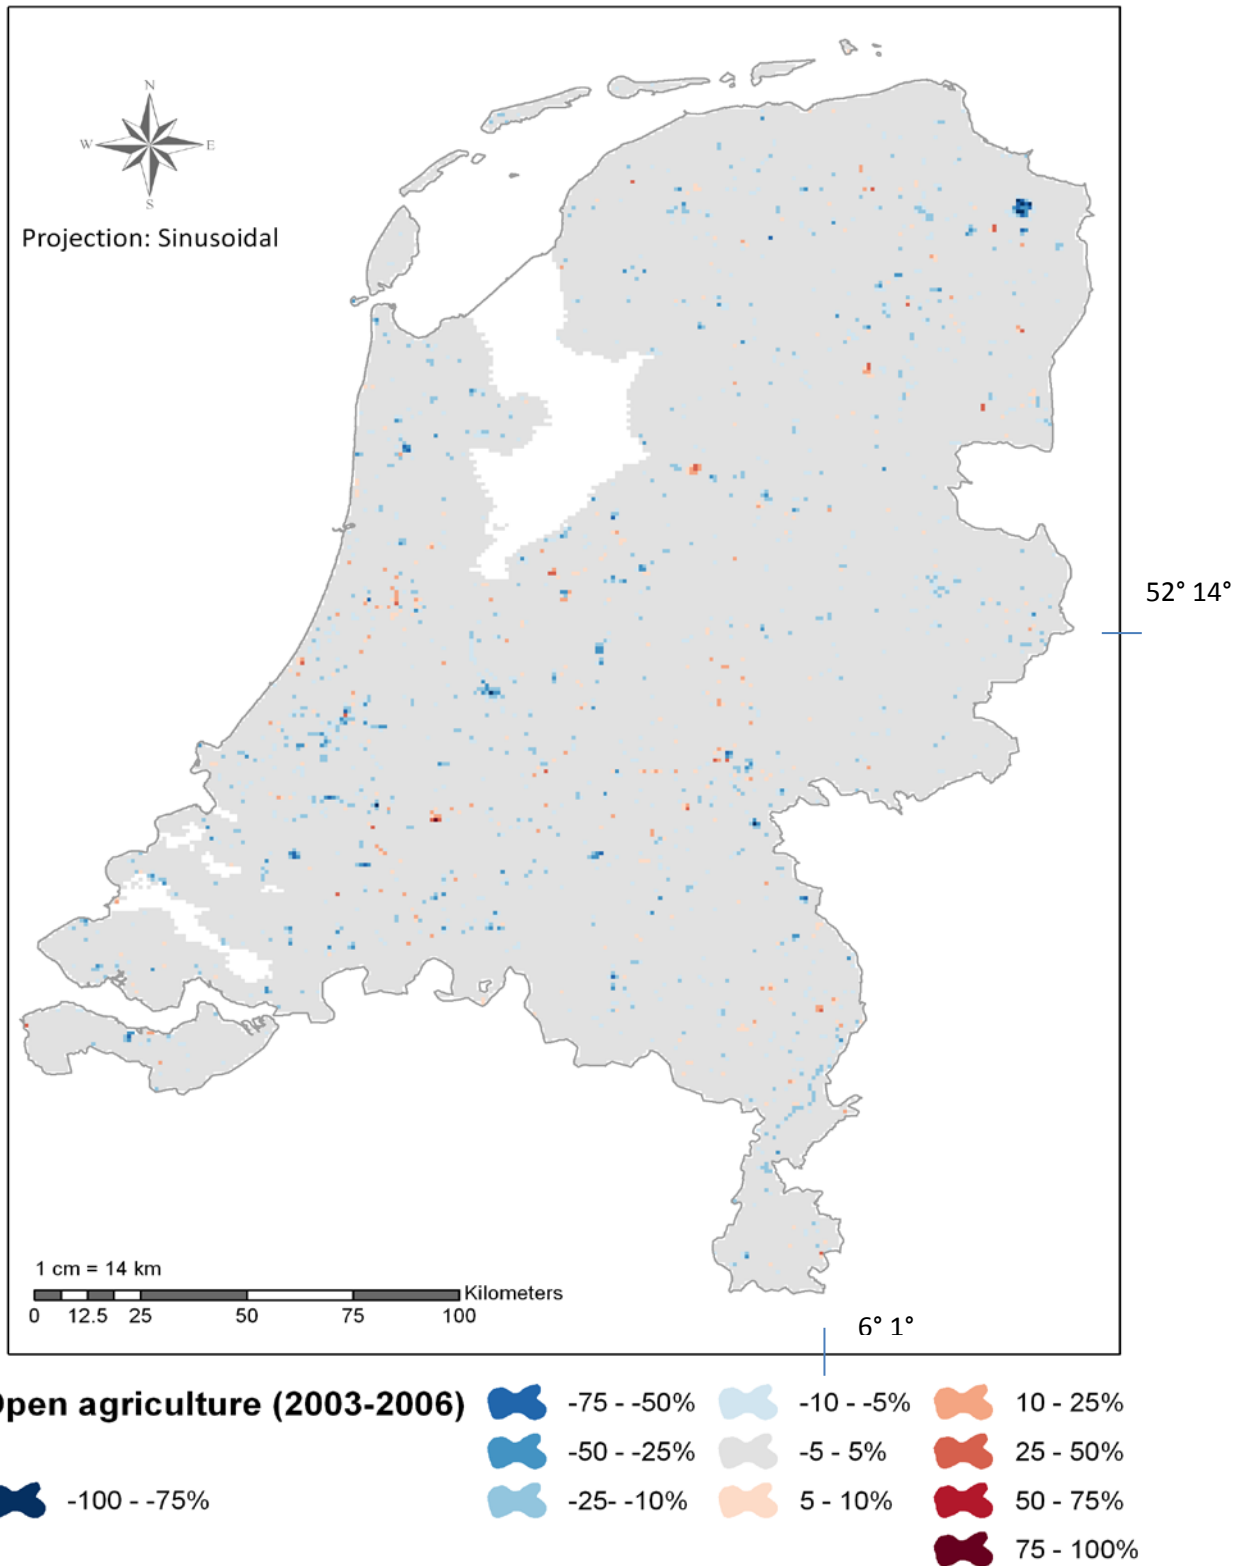 N
W E
S
Projection: Sinusoidal
52° 14°
1 cm = 14 km
Kilometers
0 12.5 25 50 75 100
6° 1°
Open agriculture (2003-2006)
-75 - -50%
-10 - -5%
10 - 25%
-50 - -25%
-5 - 5%
25 - 50%
-100 - -75%
-25- -10%
5 - 10%
50 - 75%
75 - 100%